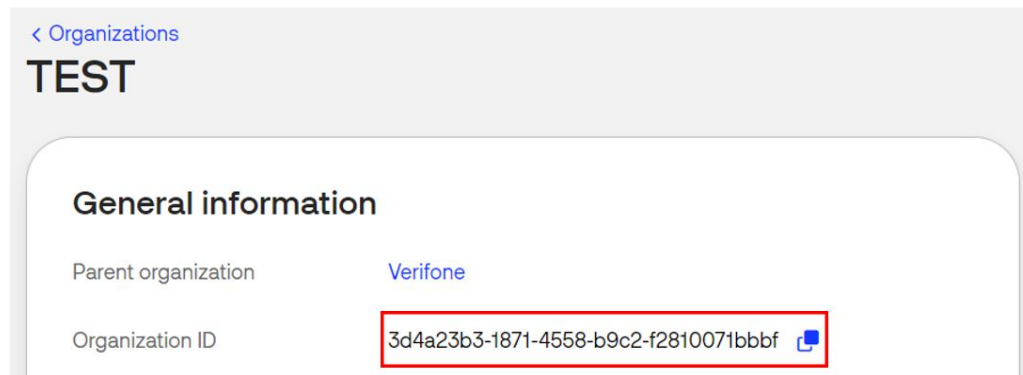 < Organizations
TEST
General information
Parent organization Verifone
Organization ID 3d4a23b3-1871-4558-b9c2-f2810071bbbf